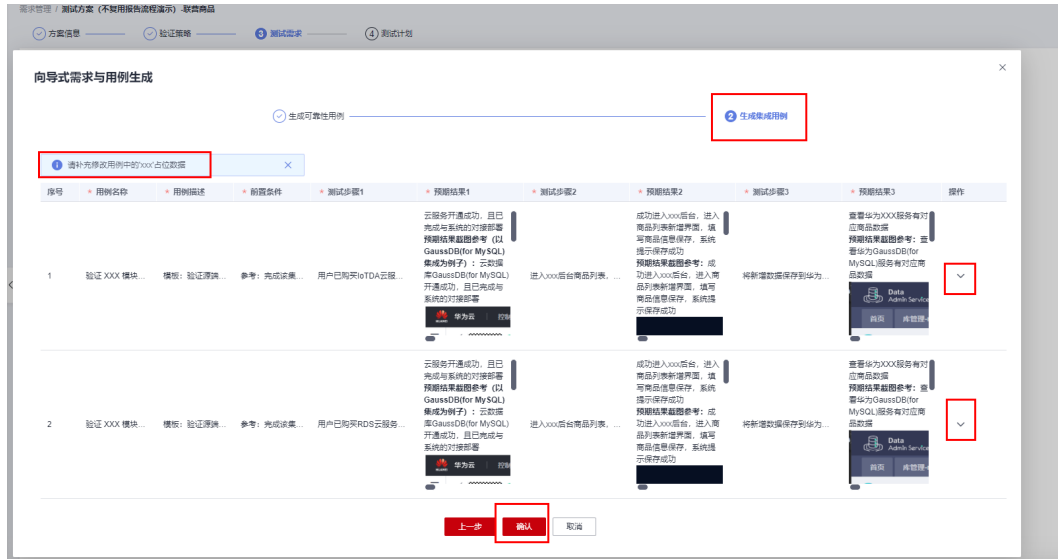 需求管理 / 测试方案（不复用报告流程演示）-联营商品
方案信息
验证策略
3 测试需求
4 测试计划
向导式需求与用例生成
生成可靠性用例
2 生成集成用例
请补充修改用例中的'xxx'占位数据
序号 * 用例名称 * 用例描述 * 前置条件 * 测试步骤1 * 预期结果1 * 测试步骤2 * 预期结果2 * 测试步骤3 * 预期结果3 操作
1
验证 XXX 模块...
模板：验证源端...
参考：完成该集...
用户已购买IoTDA云服...
云服务开通成功，且已
完成与系统的对接部署
预期结果截图参考（以
GaussDB(for MySQL)
集成为例子）：云数据
库GaussDB(for MySQL)
开通成功，且已完成与
系统的对接部署
华为云
进入xxx后台商品列表，...
成功进入xxx后台，进入
商品列表新增界面，填
写商品信息保存，系统
提示保存成功
预期结果截图参考：成
功进入xxx后台，进入商
品列表新增界面，填写
商品信息保存，系统提
示保存成功
将新增数据保存到华为...
查看华为XXX服务有对
应商品数据
预期结果截图参考：查
看华为GaussDB(for
MySQL)服务有对应商
品数据
Data
Admin Service
首页 库管理
2
验证 XXX 模块...
模板：验证源端...
参考：完成该集...
用户已购买RDS云服务...
云服务开通成功，且已
完成与系统的对接部署
预期结果截图参考（以
GaussDB(for MySQL)
集成为例子）：云数据
库GaussDB(for MySQL)
开通成功，且已完成与
系统的对接部署
华为云
进入xxx后台商品列表，...
成功进入xxx后台，进入
商品列表新增界面，填
写商品信息保存，系统
提示保存成功
预期结果截图参考：成
功进入xxx后台，进入商
品列表新增界面，填写
商品信息保存，系统提
示保存成功
将新增数据保存到华为...
查看华为XXX服务有对
应商品数据
预期结果截图参考：查
看华为GaussDB(for
MySQL)服务有对应商
品数据
Data
Admin Service
首页 库管理
上一步 确认 取消